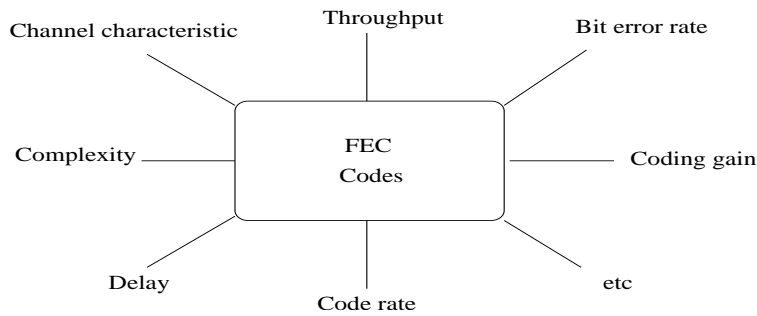 Throughput
Channel characteristic
Bit error rate
FEC
Codes
Complexity
Coding gain
Delay
etc
Code rate